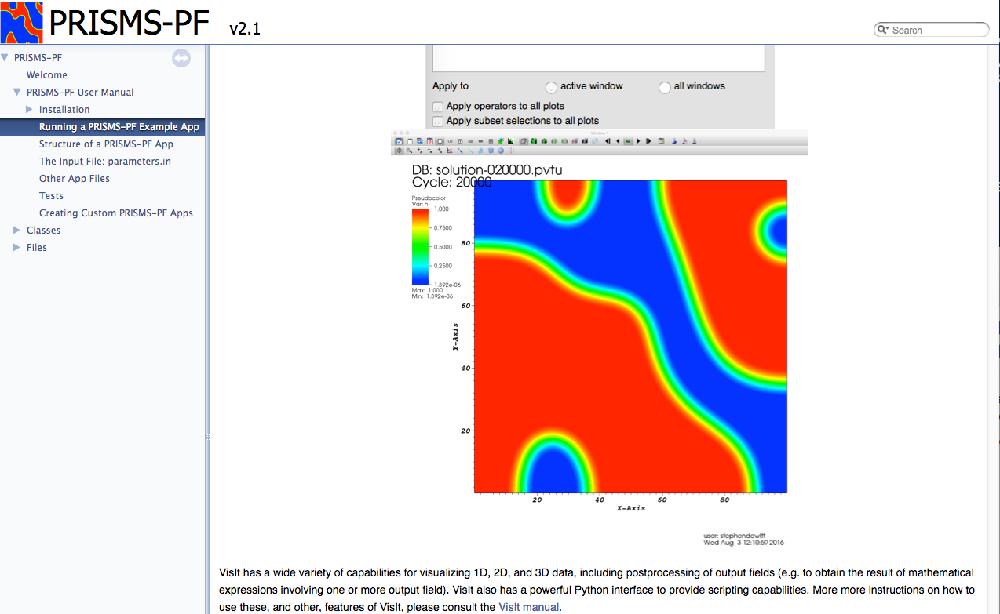 PRISMS-PF v2.1
Search
PRISMS-PF
Welcome
PRISMS-PF User Manual
Installation
Running a PRISMS-PF Example App
Structure of a PRISMS-PF App
The Input File: parameters.in
Other App Files
Tests
Creating Custom PRISMS-PF Apps
Classes
Files
Apply to active window all windows
Apply operators to all plots
Apply subset selections to all plots
DB: solution-020000.pvtu
Cycle: 20000
Pseudocolor
Var: n
1.000
0.7500
0.5000
0.2500
1.392e-06
Max: 1.000
Min: 1.392e-06
80
60
40
20
Y-Axis
20 40 60 80
X-Axis
user: stephendewitt
Wed Aug 3 12:10:59 2016
VisIt has a wide variety of capabilities for visualizing 1D, 2D, and 3D data, including postprocessing of output fields (e.g. to obtain the result of mathematical
expressions involving one or more output field). VisIt also has a powerful Python interface to provide scripting capabilities. More more instructions on how to
use these, and other, features of VisIt, please consult the VisIt manual.